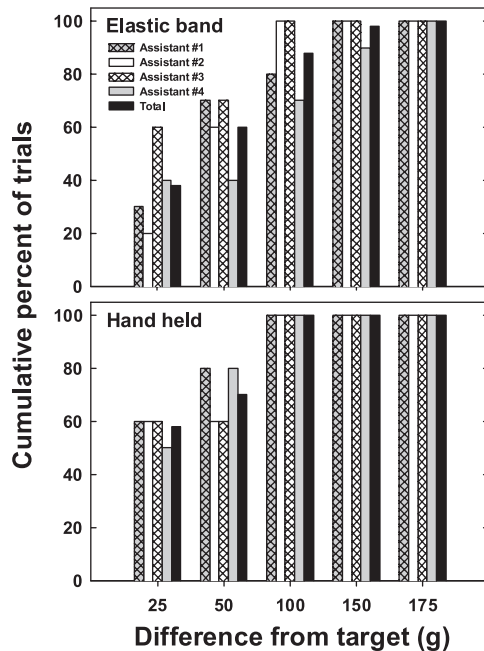 Cumulative percent of trials
100
80
60
40
20
0
Elastic band
Assistant #1
Assistant #2
Assistant #3
Assistant #4
Total
100
80
60
40
20
0
Hand held
25 50 100 150 175
Difference from target (g)